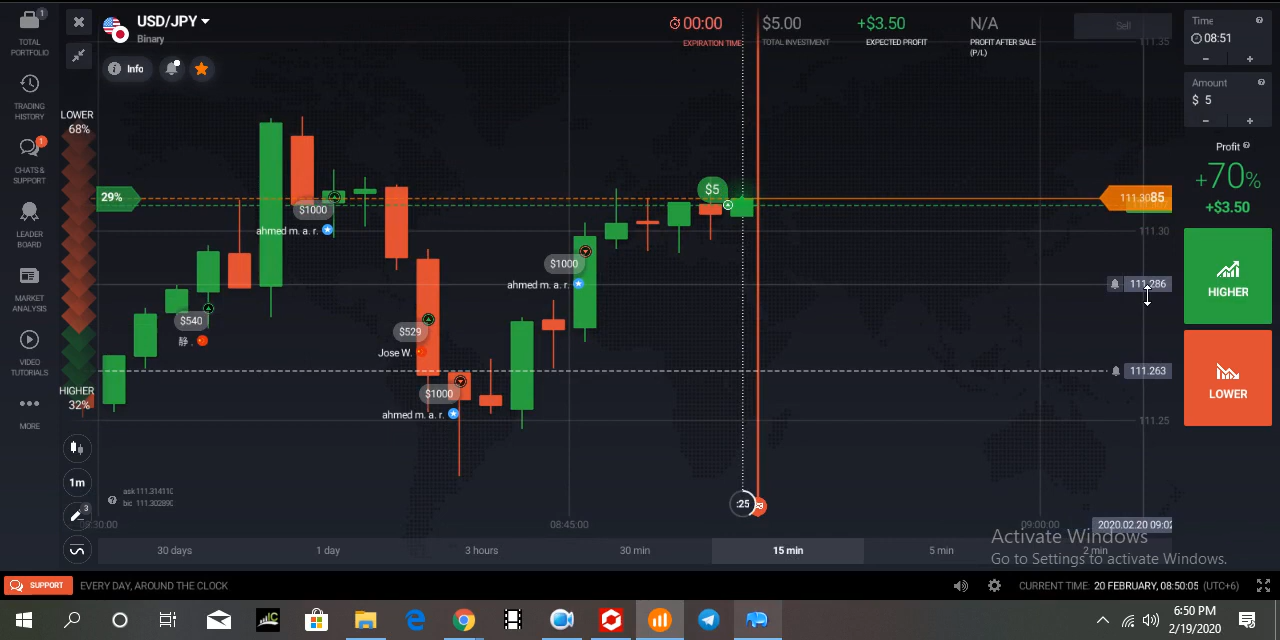 1
TOTAL
PORTFOLIO
TRADING
HISTORY
1
CHATS &
SUPPORT
LEADER
BOARD
MARKET
ANALYSIS
VIDEO
TUTORIALS
MORE
USD/JPY
Binary
Info
00:00
EXPIRATION TIME
$5.00
TOTAL INVESTMENT
+$3.50
EXPECTED PROFIT
N/A
PROFIT AFTER SALE
(P/L)
Sell
111.35
LOWER
68%
29%
HIGHER
32%
$1000
ahmed m. a. r.
$540
静 .
$529
Jose W.
$1000
ahmed m. a. r.
$1000
ahmed m. a. r.
$5
111.3085
111.30
111.286
111.263
111.25
1m
3
ask 111.314110
bid 111.302890
:25
08:45:00
09:00:00
2020.02.20 09:02
30 days
1 day
3 hours
30 min
15 min
5 min
2 min
Time
08:51
Amount
$ 5
Profit
+70%
+$3.50
HIGHER
LOWER
Activate Windows
Go to Settings to activate Windows.
SUPPORT
EVERY DAY, AROUND THE CLOCK
CURRENT TIME: 20 FEBRUARY, 08:50:05 (UTC+6)
6:50 PM
2/19/2020